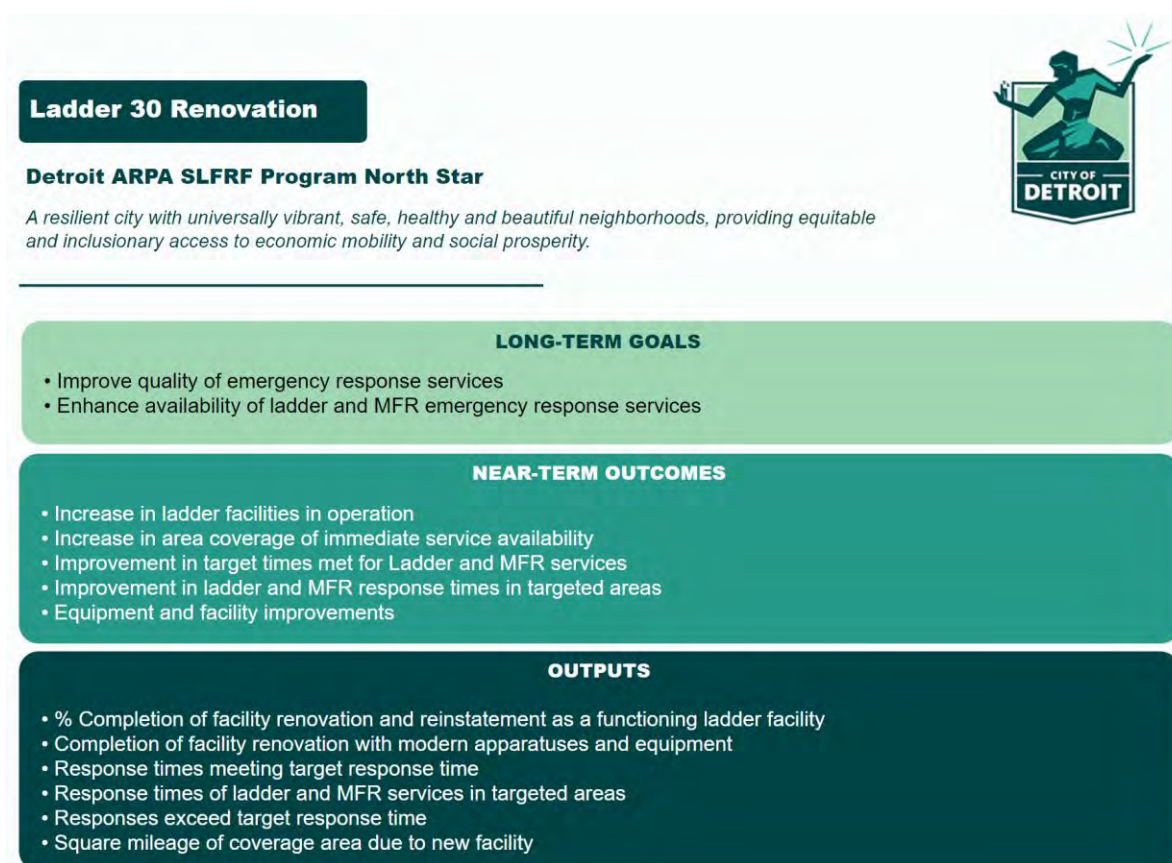 Ladder 30 Renovation
CITY OF
DETROIT
Detroit ARPA SLFRF Program North Star
A resilient city with universally vibrant, safe, healthy and beautiful neighborhoods, providing equitable
and inclusionary access to economic mobility and social prosperity.
LONG-TERM GOALS
• Improve quality of emergency response services
• Enhance availability of ladder and MFR emergency response services
NEAR-TERM OUTCOMES
• Increase in ladder facilities in operation
• Increase in area coverage of immediate service availability
• Improvement in target times met for Ladder and MFR services
• Improvement in ladder and MFR response times in targeted areas
• Equipment and facility improvements
OUTPUTS
• % Completion of facility renovation and reinstatement as a functioning ladder facility
• Completion of facility renovation with modern apparatuses and equipment
• Response times meeting target response time
• Response times of ladder and MFR services in targeted areas
• Responses exceed target response time
• Square mileage of coverage area due to new facility